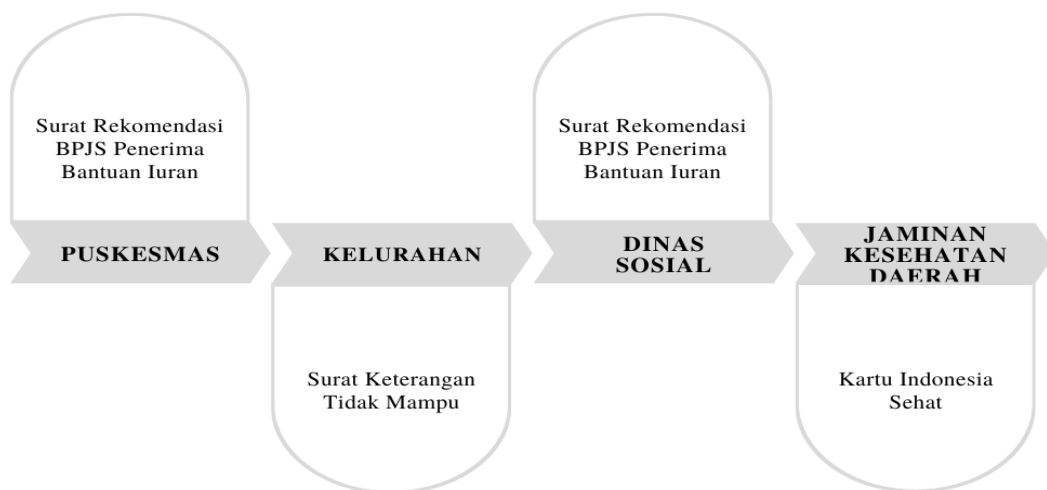 Surat Rekomendasi
BPJS Penerima
Bantuan Iuran
PUSKESMAS
KELURAHAN
Surat Keterangan
Tidak Mampu
Surat Rekomendasi
BPJS Penerima
Bantuan Iuran
DINAS
SOSIAL
JAMINAN
KESEHATAN
DAERAH
Kartu Indonesia
Sehat